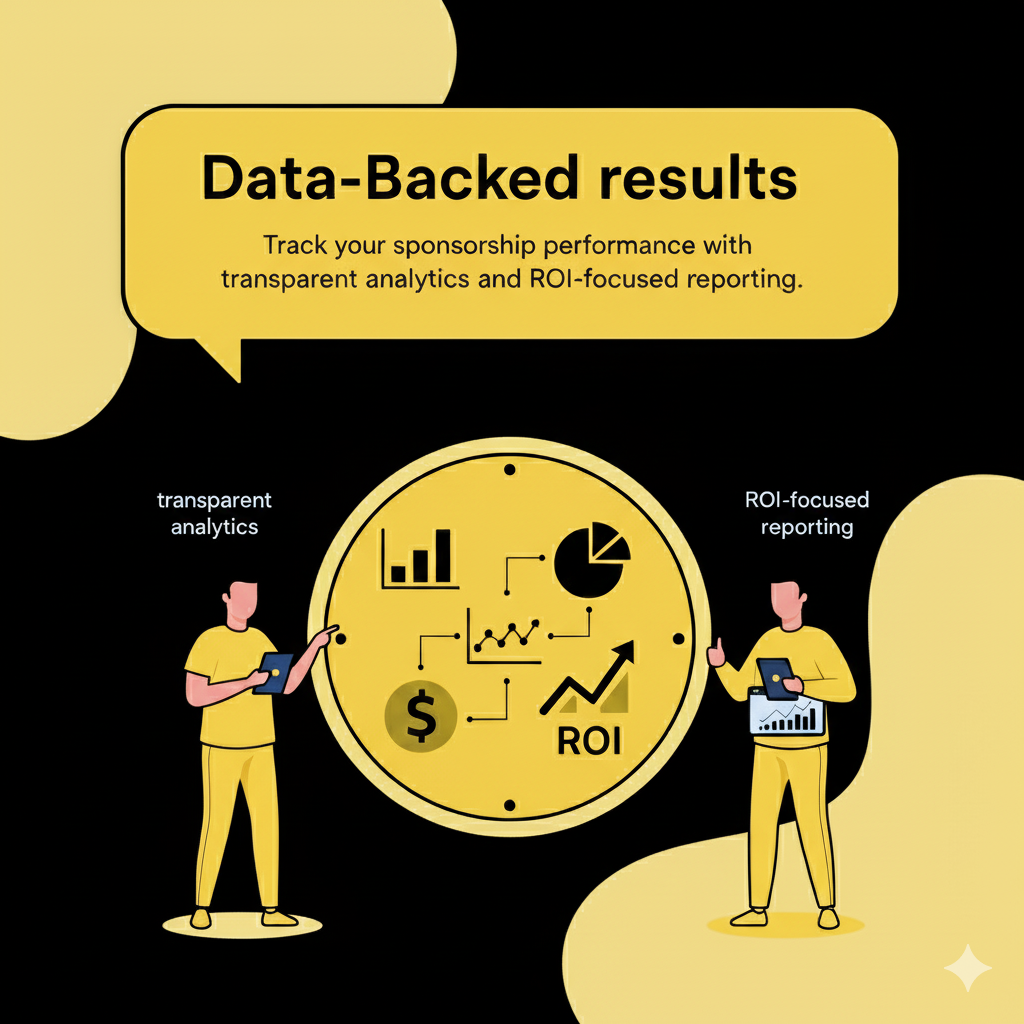 Data-Backed results
Track your sponsorship performance with
transparent analytics and ROI-focused reporting.
transparent
analytics
ROI-focused
reporting
$
ROI